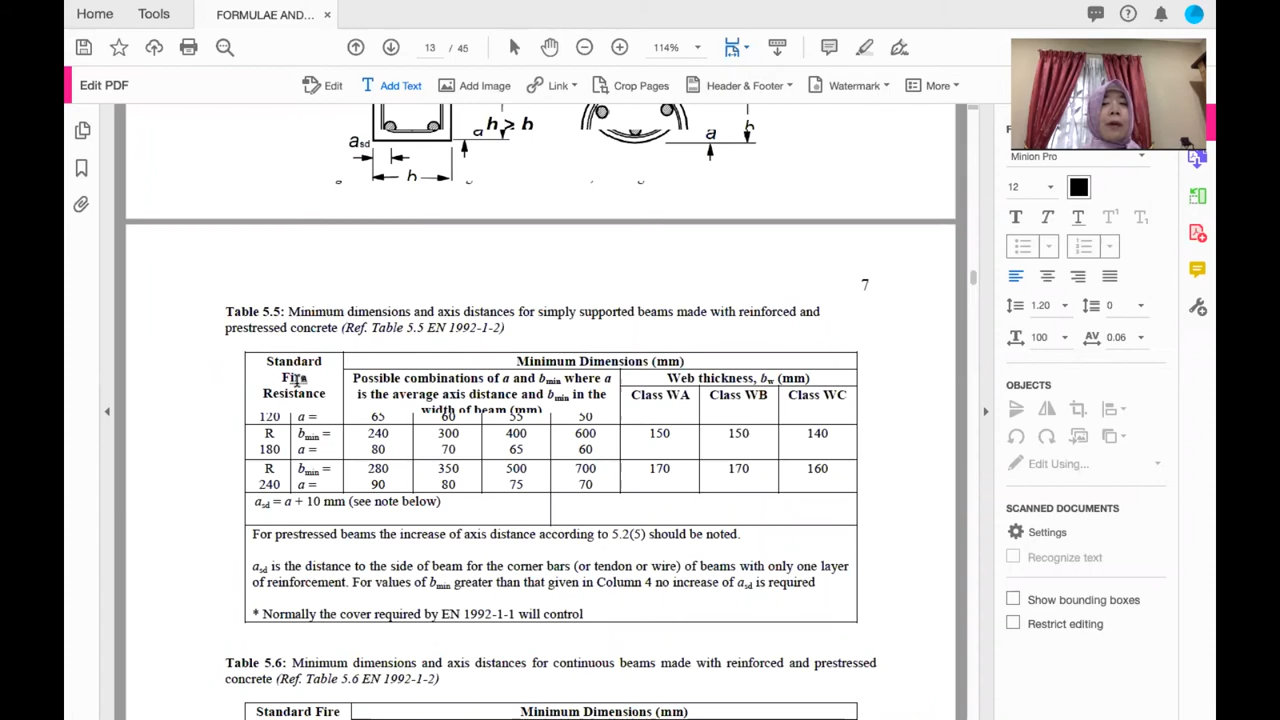 Home Tools FORMULAE AND... ×
13 / 45 114%
Edit PDF Edit Add Text Add Image Link Crop Pages Header & Footer Watermark More
h ≥ b
a
a
b
asd
b
7
Table 5.5: Minimum dimensions and axis distances for simply supported beams made with reinforced and
prestressed concrete (Ref. Table 5.5 EN 1992-1-2)
Standard Fire Resistance
Minimum Dimensions (mm)
Possible combinations of a and bmin where a
is the average axis distance and bmin in the
width of beam (mm)
Web thickness, bw (mm)
Class WA Class WB Class WC
120 a = 65 60 55 50
R bmin = 240 300 400 600 150 150 140
180 a = 80 70 65 60
R bmin = 280 350 500 700 170 170 160
240 a = 90 80 75 70
asd = a + 10 mm (see note below)
For prestressed beams the increase of axis distance according to 5.2(5) should be noted.
asd is the distance to the side of beam for the corner bars (or tendon or wire) of beams with only one layer
of reinforcement. For values of bmin greater than that given in Column 4 no increase of asd is required
* Normally the cover required by EN 1992-1-1 will control
Table 5.6: Minimum dimensions and axis distances for continuous beams made with reinforced and prestressed
concrete (Ref. Table 5.6 EN 1992-1-2)
Standard Fire Minimum Dimensions (mm)
Minion Pro
12
T T T T¹ T₁
1.20 0
100 AV 0.06
OBJECTS
Edit Using...
SCANNED DOCUMENTS
Settings
Recognize text
Show bounding boxes
Restrict editing